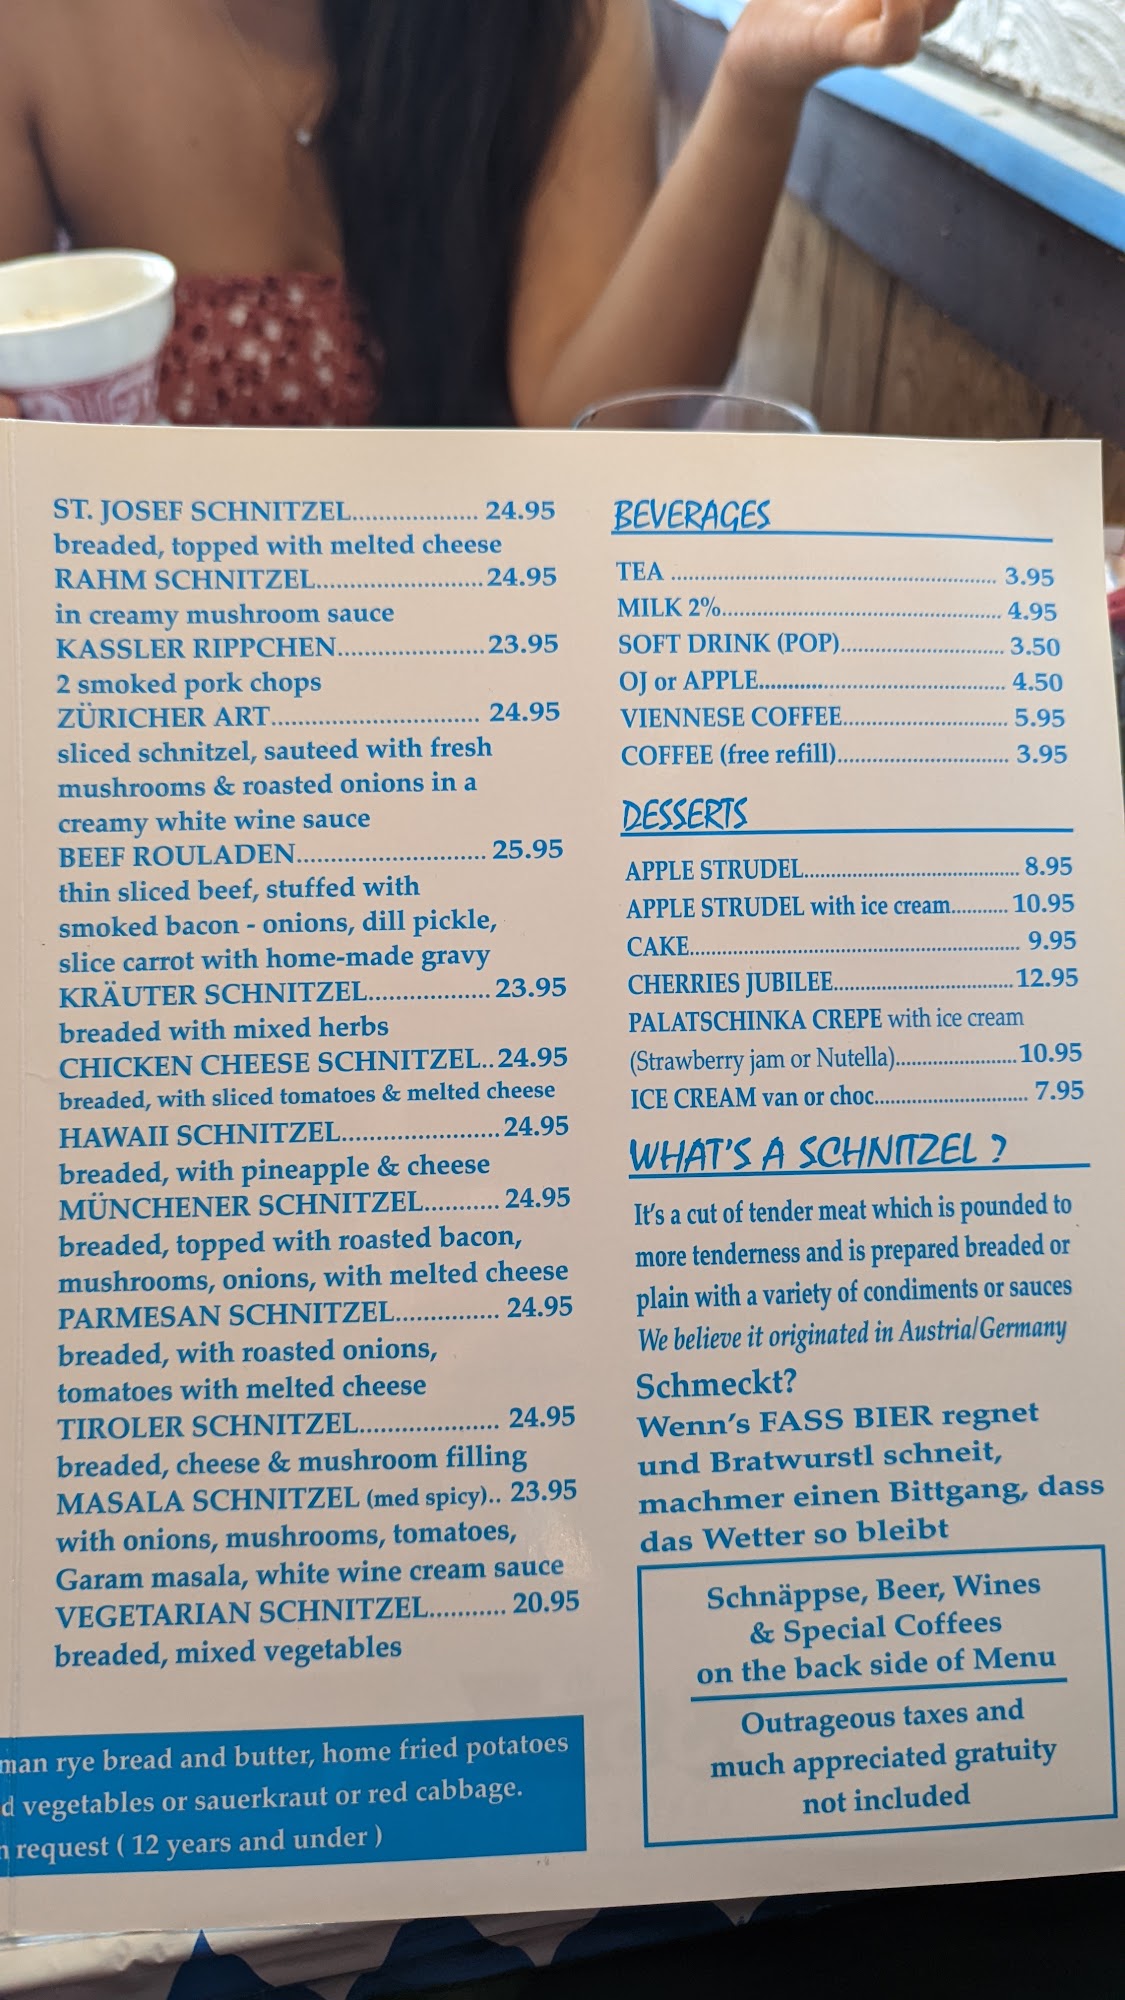 ST. JOSEF SCHNITZEL................... 24.95
breaded, topped with melted cheese
RAHM SCHNITZEL.........................24.95
in creamy mushroom sauce
KASSLER RIPPCHEN......................23.95
2 smoked pork chops
ZÜRICHER ART............................... 24.95
sliced schnitzel, sauteed with fresh
mushrooms & roasted onions in a
creamy white wine sauce
BEEF ROULADEN............................ 25.95
thin sliced beef, stuffed with
smoked bacon - onions, dill pickle,
slice carrot with home-made gravy
KRÄUTER SCHNITZEL..................23.95
breaded with mixed herbs
CHICKEN CHEESE SCHNITZEL..24.95
breaded, with sliced tomatoes & melted cheese
HAWAII SCHNITZEL.......................24.95
breaded, with pineapple & cheese
MÜNCHENER SCHNITZEL........... 24.95
breaded, topped with roasted bacon,
mushrooms, onions, with melted cheese
PARMESAN SCHNITZEL............... 24.95
breaded, with roasted onions,
tomatoes with melted cheese
TIROLER SCHNITZEL.................... 24.95
breaded, cheese & mushroom filling
MASALA SCHNITZEL (med spicy).. 23.95
with onions, mushrooms, tomatoes,
Garam masala, white wine cream sauce
VEGETARIAN SCHNITZEL........... 20.95
breaded, mixed vegetables
man rye bread and butter, home fried potatoes
d vegetables or sauerkraut or red cabbage.
n request ( 12 years and under )
BEVERAGES
TEA .......................................................... 3.95
MILK 2%.................................................. 4.95
SOFT DRINK (POP)............................. 3.50
OJ or APPLE............................................ 4.50
VIENNESE COFFEE............................. 5.95
COFFEE (free refill)............................... 3.95
DESSERTS
APPLE STRUDEL...................................... 8.95
APPLE STRUDEL with ice cream.......... 10.95
CAKE.......................................................... 9.95
CHERRIES JUBILEE................................12.95
PALATSCHINKA CREPE with ice cream
(Strawberry jam or Nutella)......................10.95
ICE CREAM van or choc............................ 7.95
WHAT'S A SCHNITZEL ?
It's a cut of tender meat which is pounded to
more tenderness and is prepared breaded or
plain with a variety of condiments or sauces
We believe it originated in Austria/Germany
Schmeckt?
Wenn's FASS BIER regnet
und Bratwurstl schneit,
machmer einen Bittgang, dass
das Wetter so bleibt
Schnäppse, Beer, Wines
& Special Coffees
on the back side of Menu
Outrageous taxes and
much appreciated gratuity
not included